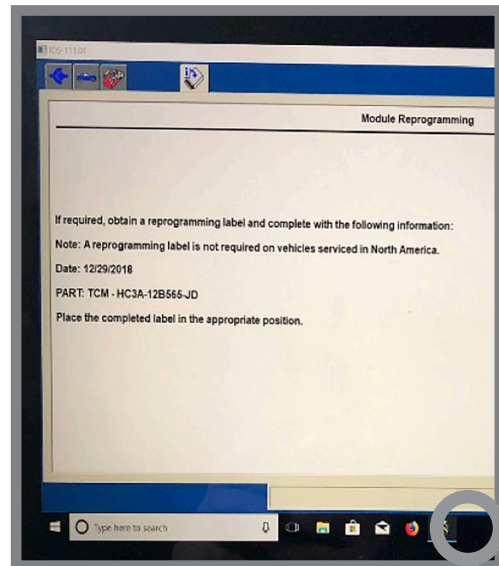 IDS-111.01
Module Reprogramming
If required, obtain a reprogramming label and complete with the following information:
Note: A reprogramming label is not required on vehicles serviced in North America.
Date: 12/29/2018
PART: TCM - HC3A-12B565-JD
Place the completed label in the appropriate position.
Type here to search